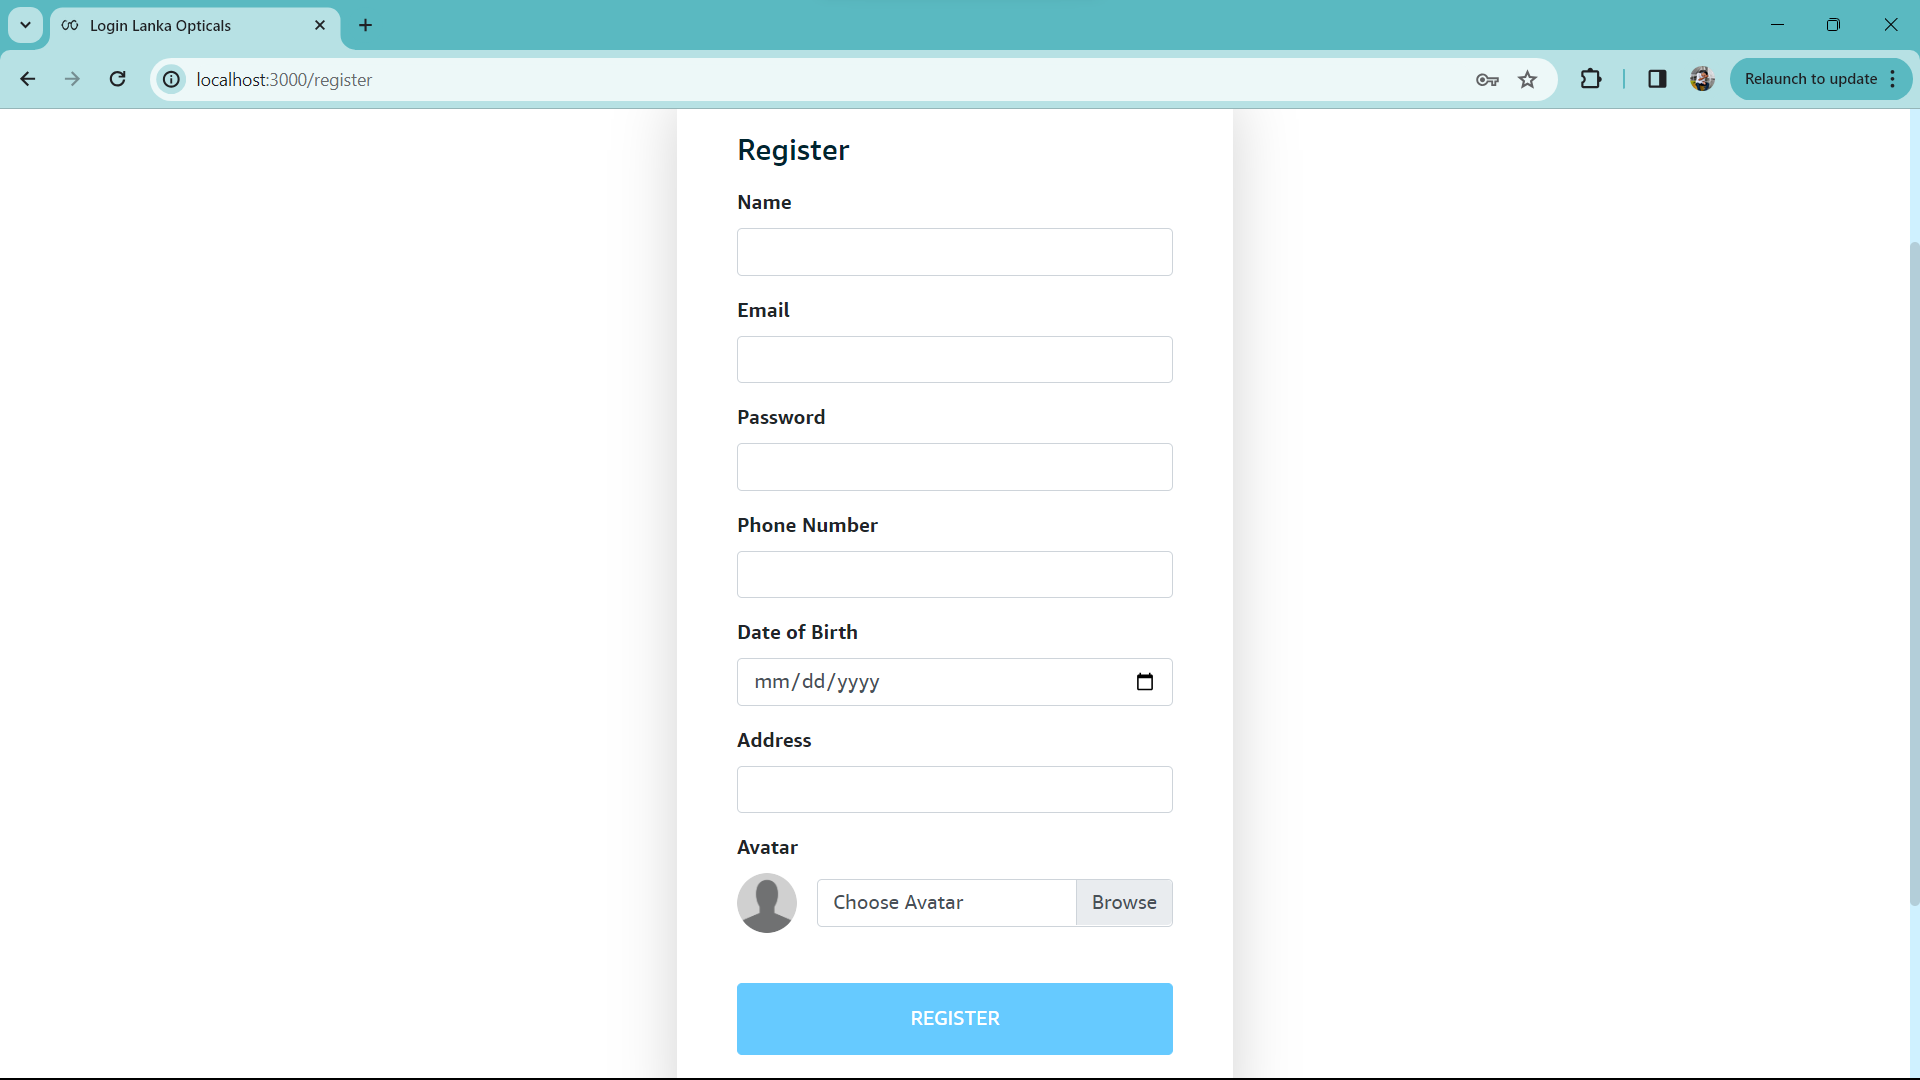 Login Lanka Opticals
localhost:3000/register
Relaunch to update
Register
Name
Email
Password
Phone Number
Date of Birth
mm/dd/yyyy
Address
Avatar
Choose Avatar Browse
REGISTER